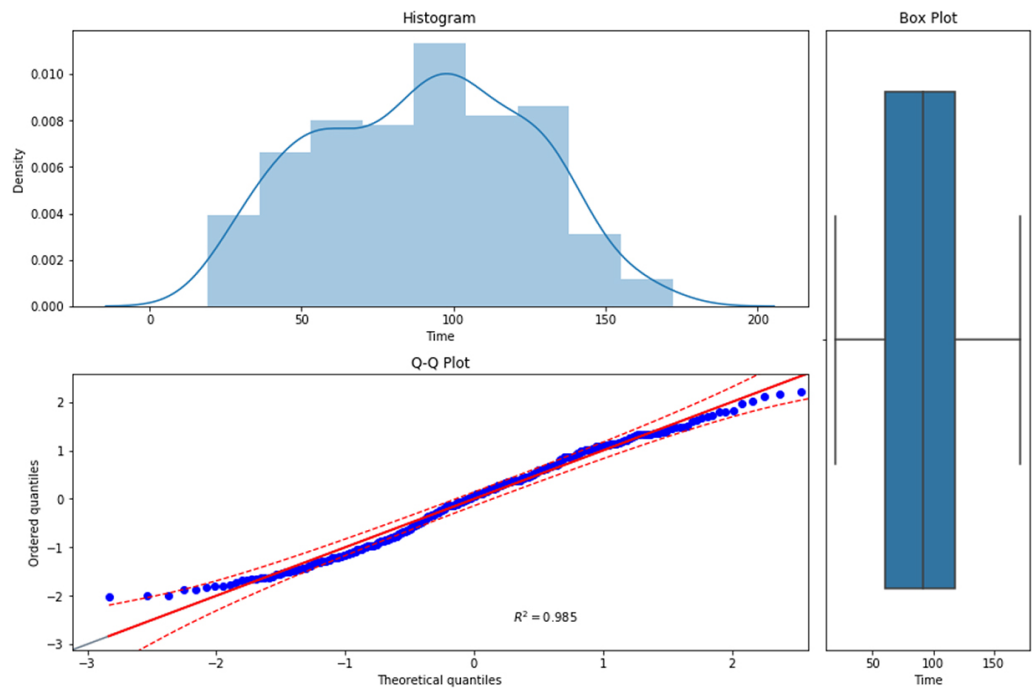 Histogram
Density
0.010
0.008
0.006
0.004
0.002
0.000
0 50 100 150 200
Time
Q-Q Plot
Ordered quantiles
2
1
0
−1
−2
−3
R² = 0.985
−3 −2 −1 0 1 2
Theoretical quantiles
Box Plot
50 100 150
Time